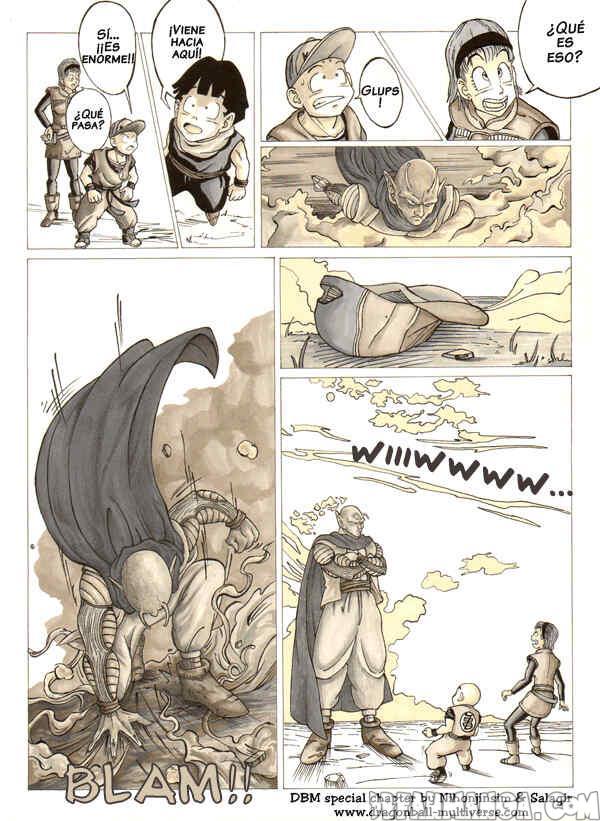 SÍ...
¡¡ES
ENORME!!
¿QUÉ
PASA?
¡VIENE
HACIA
AQUÍ!
GLUPS
!
¿QUÉ
ES
ESO?
WIIIWWWW...
BLAM!!
DBM special chapter by Nihonjinsim & Salagir
www.dragonball-multiverse.com